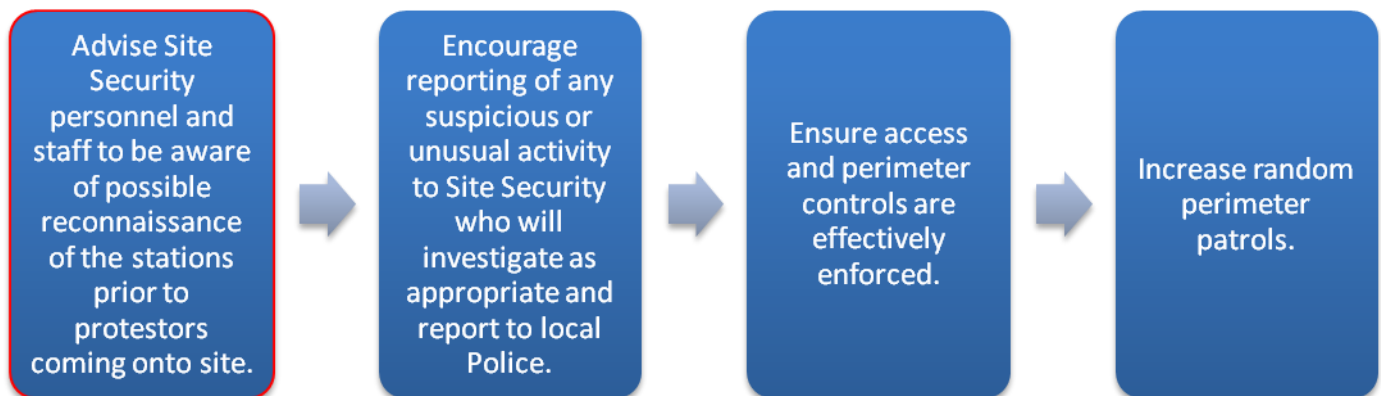 Advise Site
Security
personnel and
staff to be aware
of possible
reconnaissance
of the stations
prior to
protestors
coming onto site.
Encourage
reporting of any
suspicious or
unusual activity
to Site Security
who will
investigate as
appropriate and
report to local
Police.
Ensure access
and perimeter
controls are
effectively
enforced.
Increase random
perimeter
patrols.